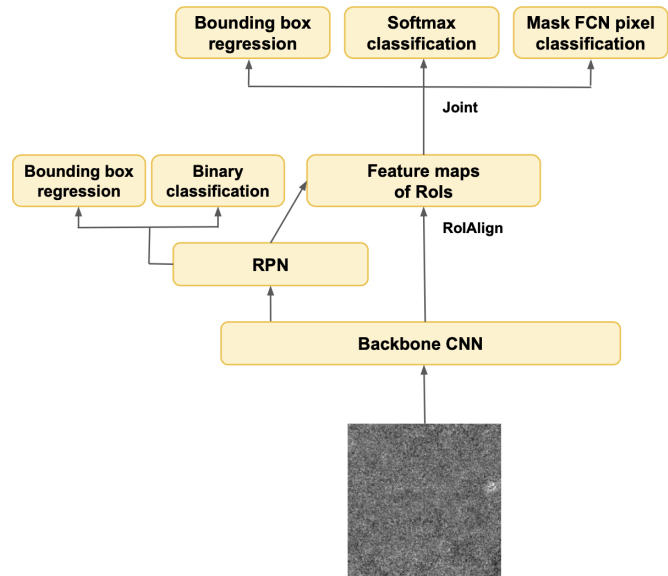 Bounding box
regression
Softmax
classification
Mask FCN pixel
classification
Joint
Bounding box
regression
Binary
classification
Feature maps
of RoIs
RoIAlign
RPN
Backbone CNN